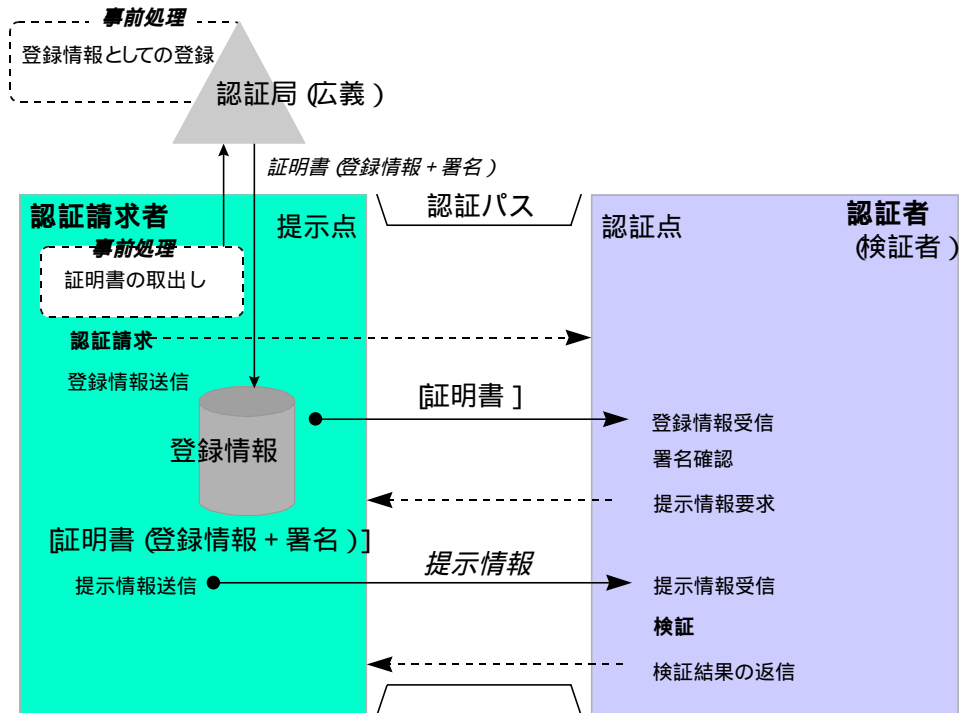 事前処理
登録情報としての登録
認証局(広義)
証明書(登録情報+署名)
認証請求者
提示点
認証パス
認証点
認証者
(検証者)
事前処理
証明書の取出し
認証請求
登録情報送信
[証明書]
登録情報受信
登録情報
署名確認
提示情報要求
[証明書(登録情報+署名)]
提示情報
提示情報送信
提示情報受信
検証
検証結果の返信